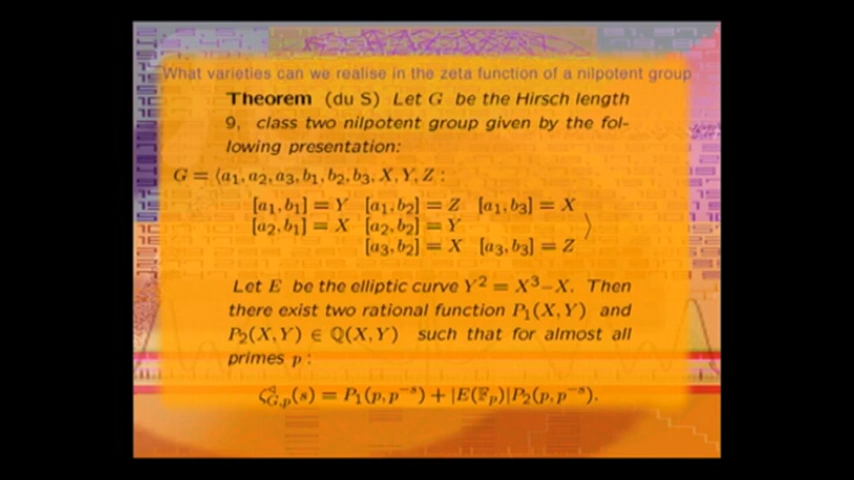 What varieties can we realise in the zeta function of a nilpotent group
Theorem (du S) Let G be the Hirsch length
9, class two nilpotent group given by the fol-
lowing presentation:
G = ⟨a₁, a₂, a₃, b₁, b₂, b₃, X, Y, Z :
[a₁, b₁] = Y [a₁, b₂] = Z [a₁, b₃] = X
[a₂, b₁] = X [a₂, b₂] = Y ⟩
[a₃, b₂] = X [a₃, b₃] = Z
Let E be the elliptic curve Y² = X³−X. Then
there exist two rational function P₁(X, Y) and
P₂(X, Y) ∈ ℚ(X, Y) such that for almost all
primes p :
ζ◁G,p(s) = P₁(p, p⁻ˢ) + |E(𝔽p)|P₂(p, p⁻ˢ).